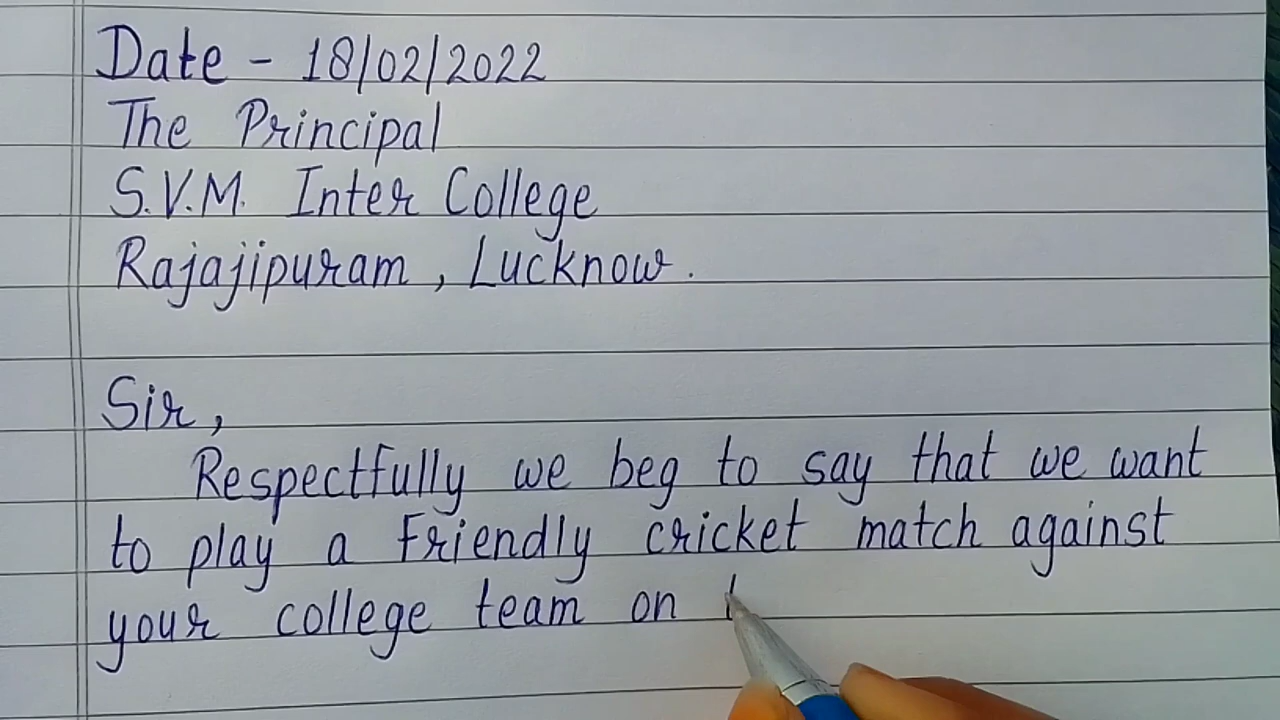 Date - 18/02/2022
The Principal
S.V.M. Inter College
Rajajipuram, Lucknow.
Sir,
Respectfully we beg to say that we want
to play a friendly cricket match against
your college team on